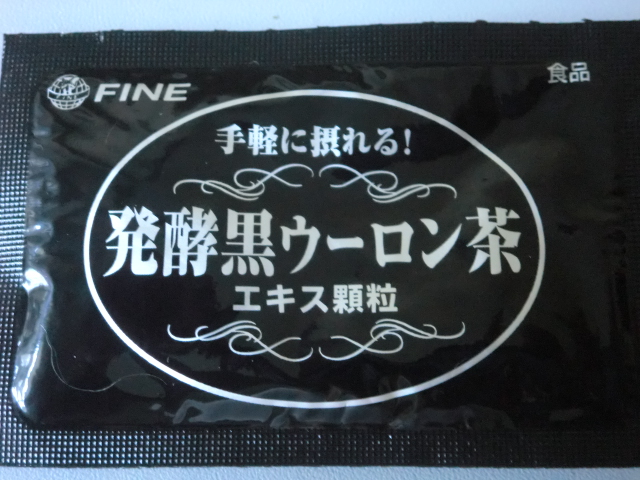 FINE
食品
手軽に摂れる!
発酵黒ウーロン茶
エキス顆粒